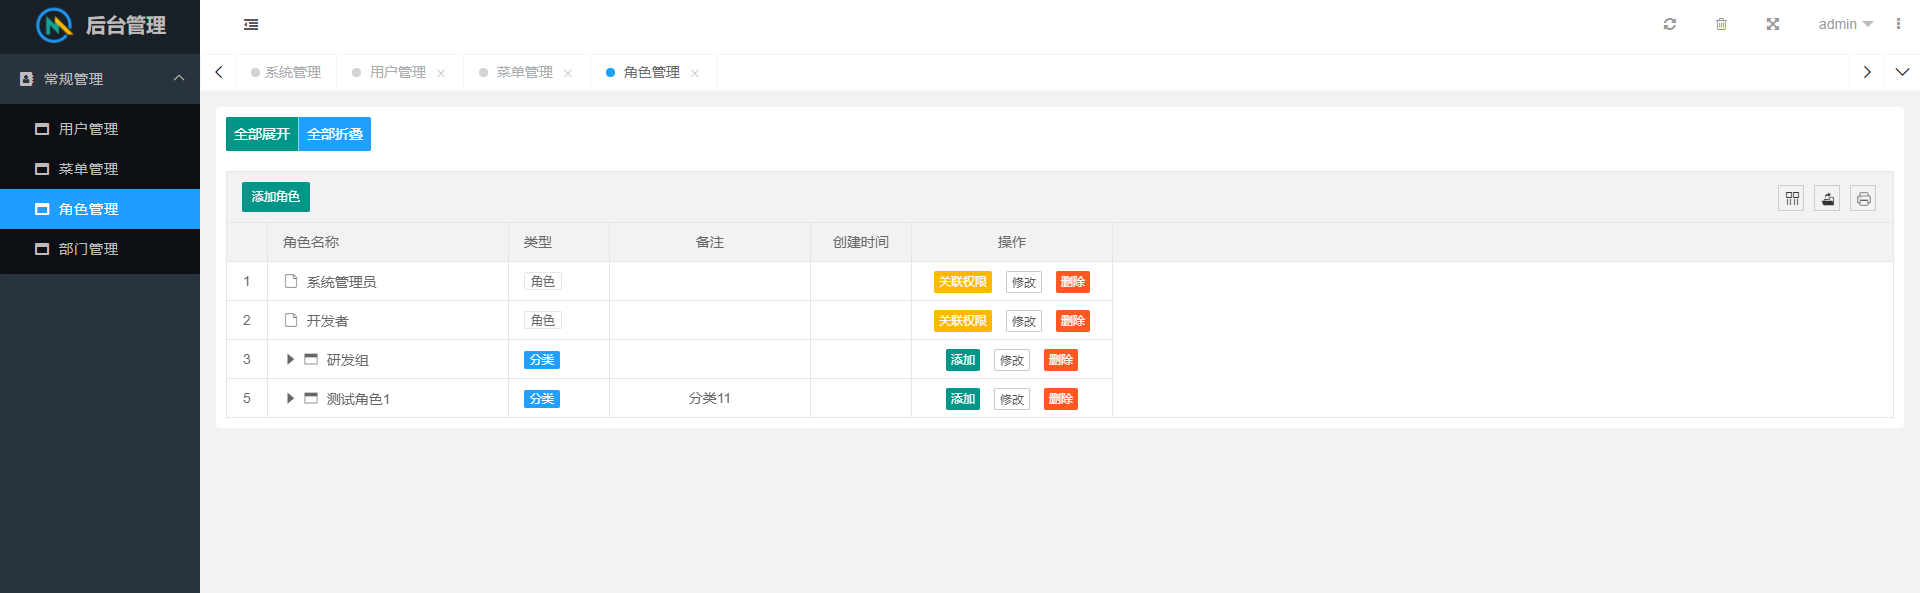 后台管理
admin
常规管理
系统管理 用户管理 菜单管理 角色管理
用户管理
菜单管理
角色管理
部门管理
全部展开 全部折叠
添加角色
角色名称 类型 备注 创建时间 操作
1 系统管理员 角色 关联权限 修改 删除
2 开发者 角色 关联权限 修改 删除
3 研发组 分类 添加 修改 删除
5 测试角色1 分类 分类11 添加 修改 删除